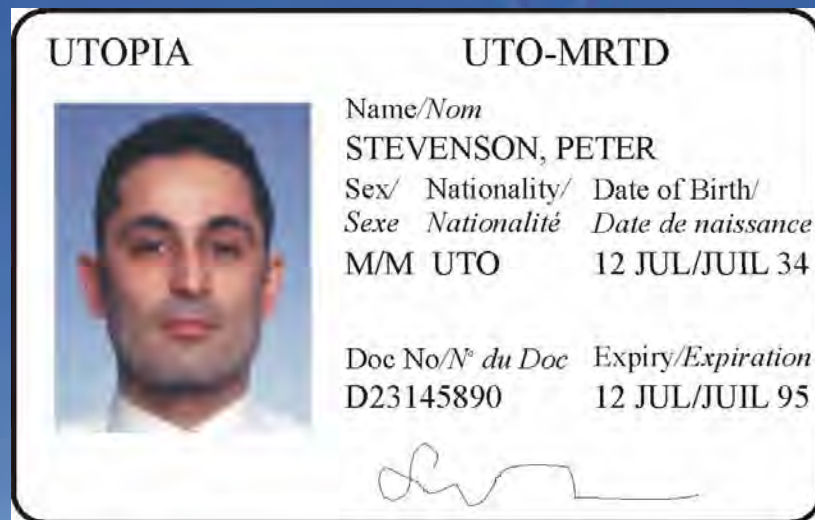 UTOPIA UTO-MRTD
Name/Nom
STEVENSON, PETER
Sex/ Nationality/ Date of Birth/
Sexe Nationalité Date de naissance
M/M UTO 12 JUL/JUIL 34
Doc No/N° du Doc Expiry/Expiration
D23145890 12 JUL/JUIL 95